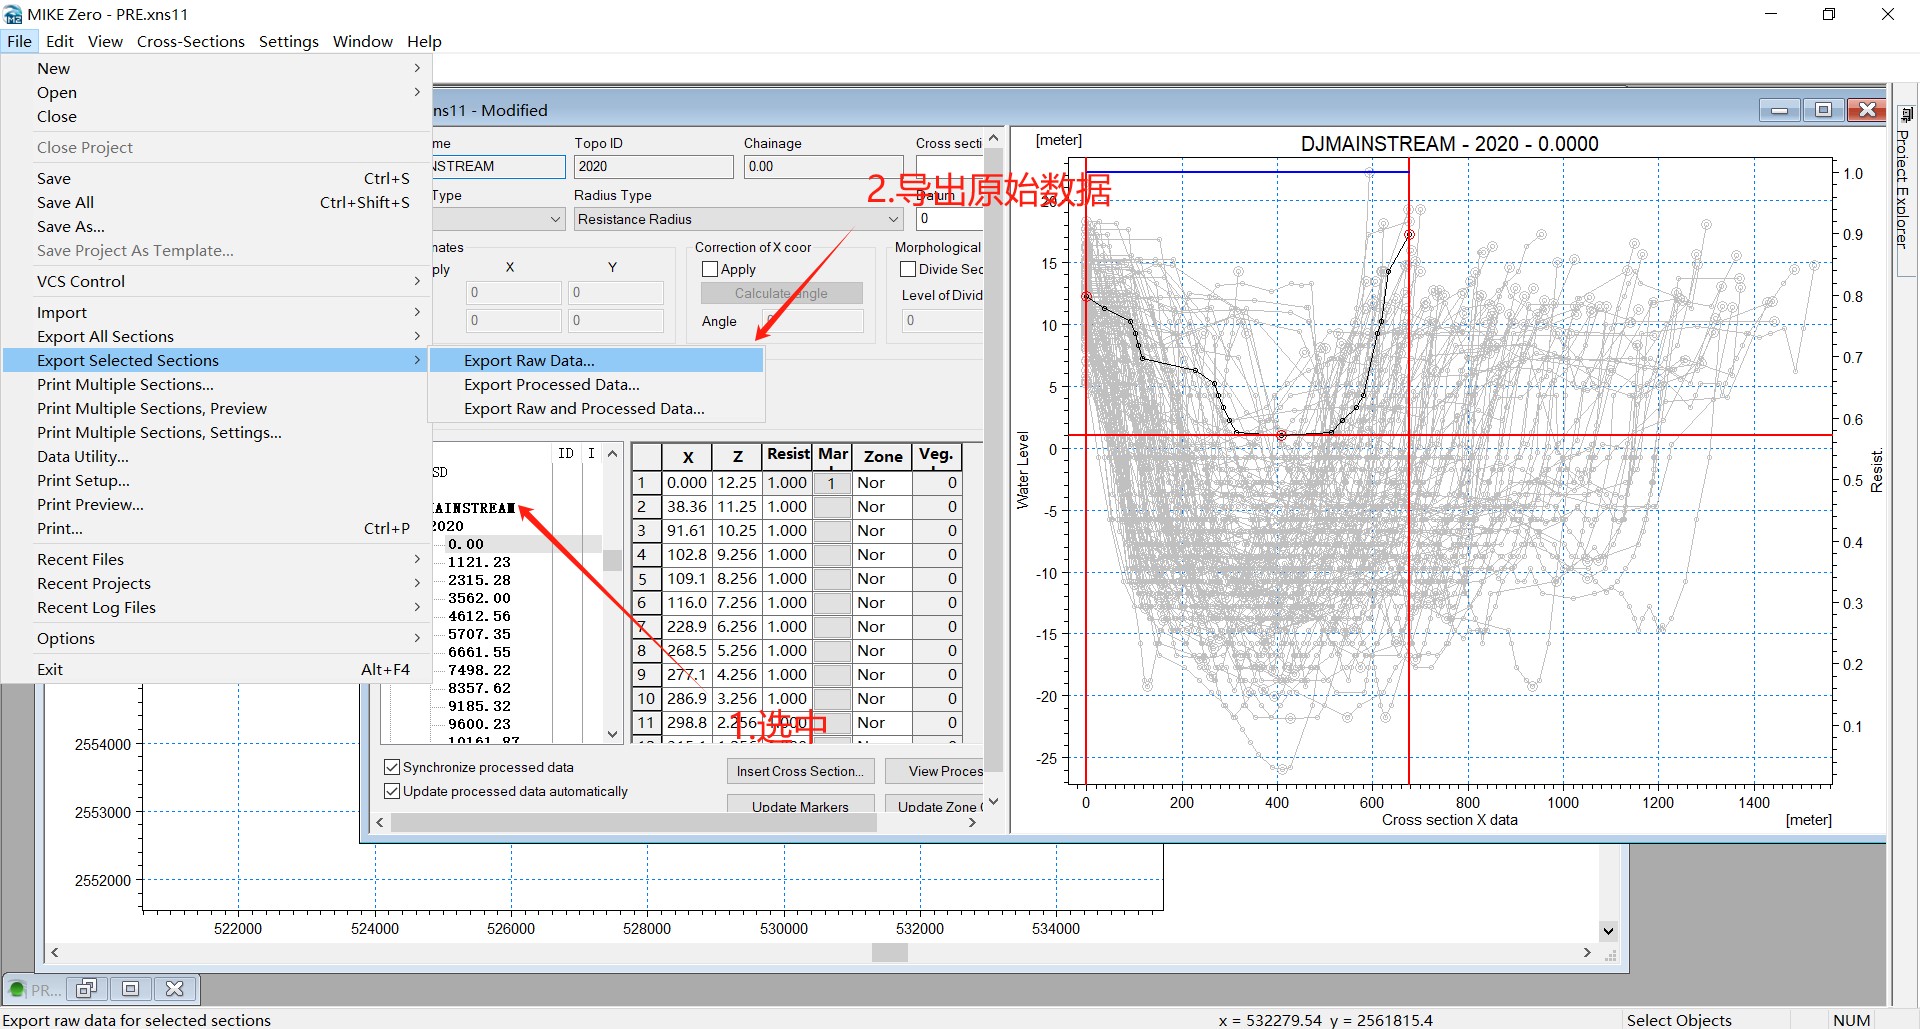 MIKE Zero - PRE.xns11
File Edit View Cross-Sections Settings Window Help
New
Open
Close
Close Project
Save Ctrl+S
Save All Ctrl+Shift+S
Save As...
Save Project As Template...
VCS Control
Import
Export All Sections
Export Selected Sections
Print Multiple Sections...
Print Multiple Sections, Preview
Print Multiple Sections, Settings...
Data Utility...
Print Setup...
Print Preview...
Print... Ctrl+P
Recent Files
Recent Projects
Recent Log Files
Options
Exit Alt+F4
Export Raw Data...
Export Processed Data...
Export Raw and Processed Data...
ns11 - Modified
me Topo ID Chainage Cross secti
NSTREAM 2020 0.00
Type Radius Type Datum
Resistance Radius 0
2.导出原始数据
nates Correction of X coor Morphological
ply X Y Apply Divide Sec
0 0 Calculate angle Level of Divid
0 0 Angle 0
ID I
SD
AINSTREAM
2020
0.00
1121.23
2315.28
3562.00
4612.56
5707.35
6661.55
7498.22
8357.62
9185.32
9600.23
10161.87
X Z Resist Mar Zone Veg.
1 0.000 12.25 1.000 1 Nor 0
2 38.36 11.25 1.000 Nor 0
3 91.61 10.25 1.000 Nor 0
4 102.8 9.256 1.000 Nor 0
5 109.1 8.256 1.000 Nor 0
6 116.0 7.256 1.000 Nor 0
7 228.9 6.256 1.000 Nor 0
8 268.5 5.256 1.000 Nor 0
9 277.1 4.256 1.000 Nor 0
10 286.9 3.256 1.000 Nor 0
11 298.8 2.256 1.000 Nor 0
1.选中
Synchronize processed data
Update processed data automatically
Insert Cross Section... View Proces
Update Markers Update Zone
[meter]
DJMAINSTREAM - 2020 - 0.0000
20
15
10
5
0
-5
-10
-15
-20
-25
Water Level
1.0
0.9
0.8
0.7
0.6
0.5
0.4
0.3
0.2
0.1
Resist.
0 200 400 600 800 1000 1200 1400
Cross section X data [meter]
Project Explorer
2554000
2553000
2552000
522000 524000 526000 528000 530000 532000 534000
PR...
Export raw data for selected sections
x = 532279.54 y = 2561815.4
Select Objects
NUM